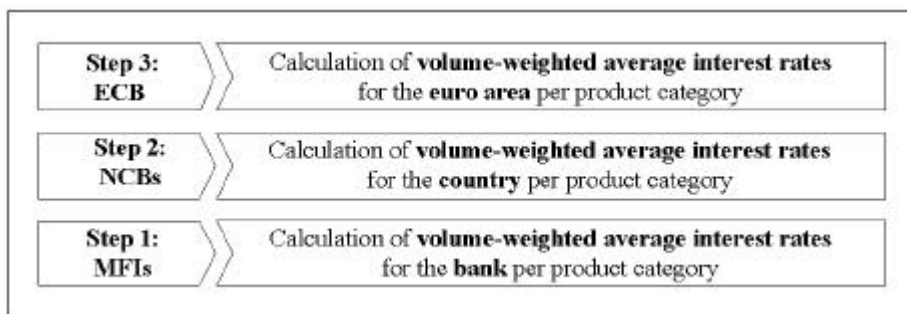 Step 3:
ECB
Calculation of volume-weighted average interest rates
for the euro area per product category
Step 2:
NCBs
Calculation of volume-weighted average interest rates
for the country per product category
Step 1:
MFIs
Calculation of volume-weighted average interest rates
for the bank per product category